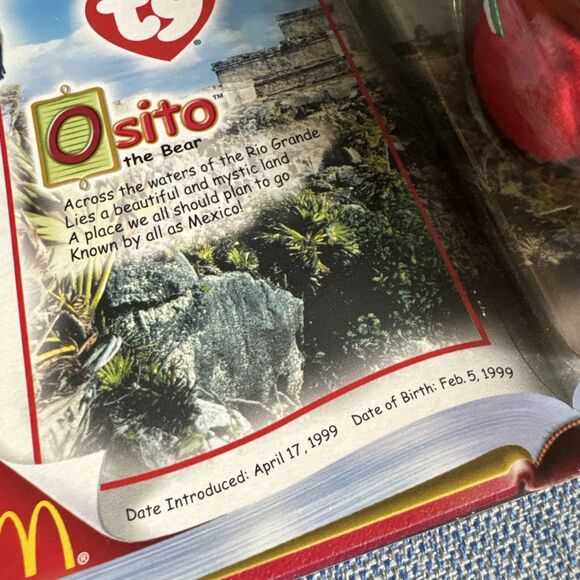 ty®
Osito™
the Bear
Across the waters of the Rio Grande
Lies a beautiful and mystic land
A place we all should plan to go
Known by all as Mexico!
Date Introduced: April 17, 1999 Date of Birth: Feb. 5, 1999
®